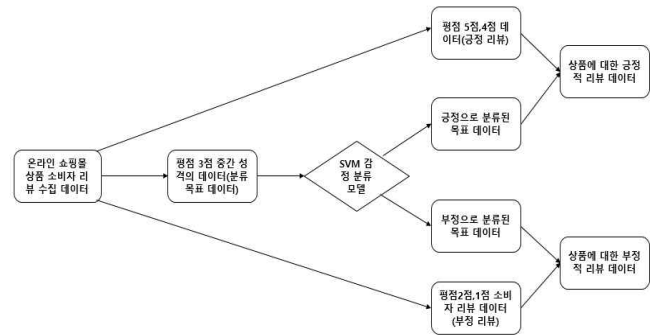 평점 5점,4점 데
이터(긍정 리뷰)
상품에 대한 긍정
적 리뷰 데이터
긍정으로 분류된
목표 데이터
온라인 쇼핑몰
상품 소비자 리
뷰 수집 데이터
평점 3점 중간 성
격의 데이터(분류
목표 데이터)
SVM 감
정 분류
모델
부정으로 분류된
목표 데이터
상품에 대한 부정
적 리뷰 데이터
평점2점,1점 소비
자 리뷰 데이터
(부정 리뷰)